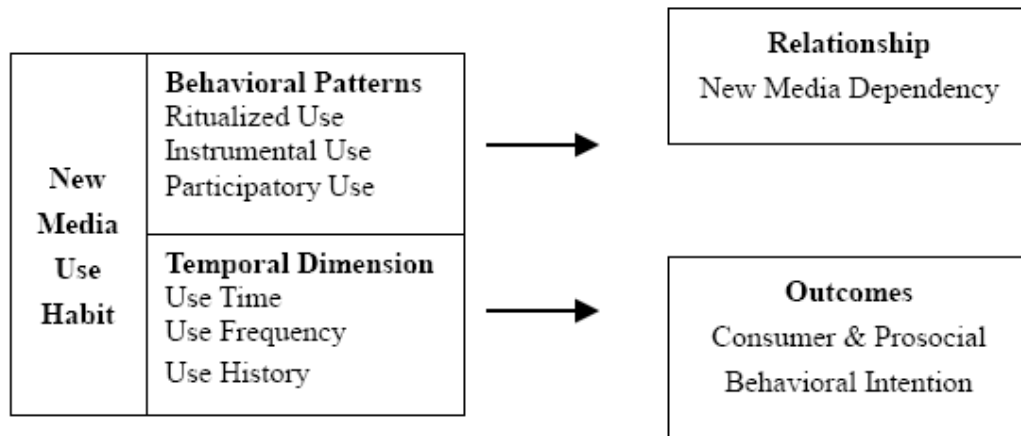 New
Media
Use
Habit
Behavioral Patterns
Ritualized Use
Instrumental Use
Participatory Use
Temporal Dimension
Use Time
Use Frequency
Use History
Relationship
New Media Dependency
Outcomes
Consumer & Prosocial
Behavioral Intention